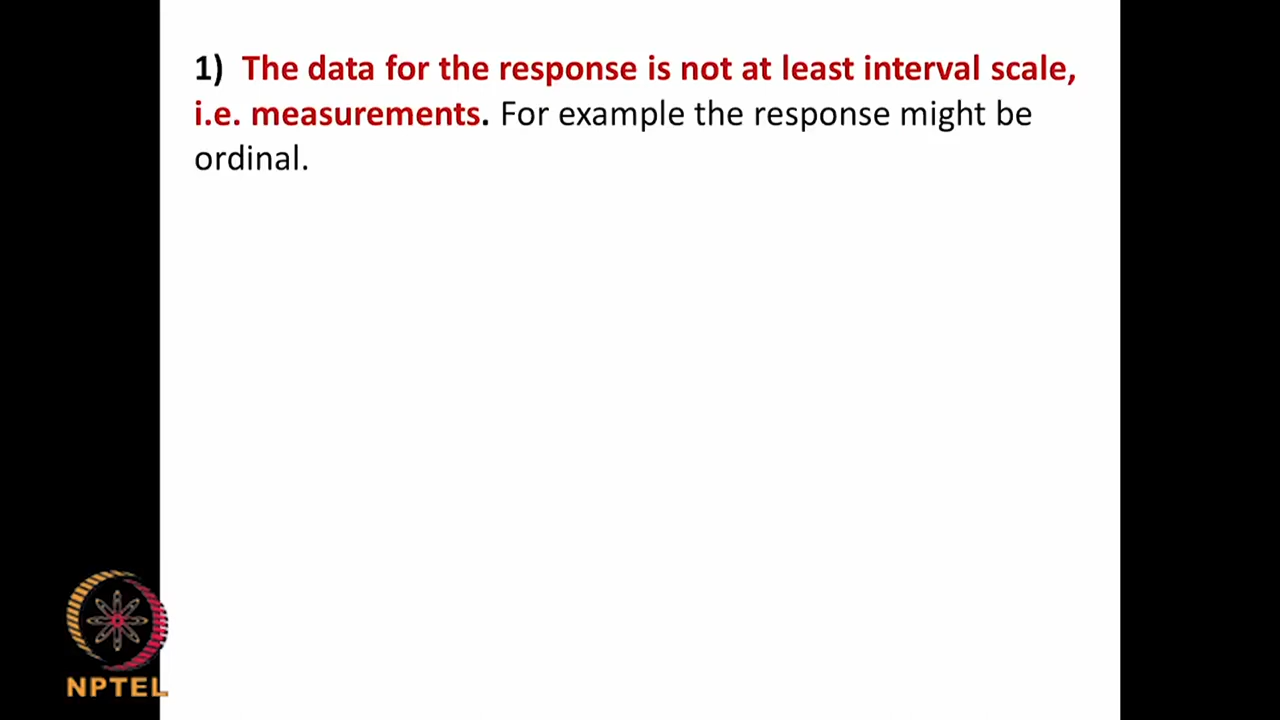 1) The data for the response is not at least interval scale,
i.e. measurements. For example the response might be
ordinal.
NPTEL